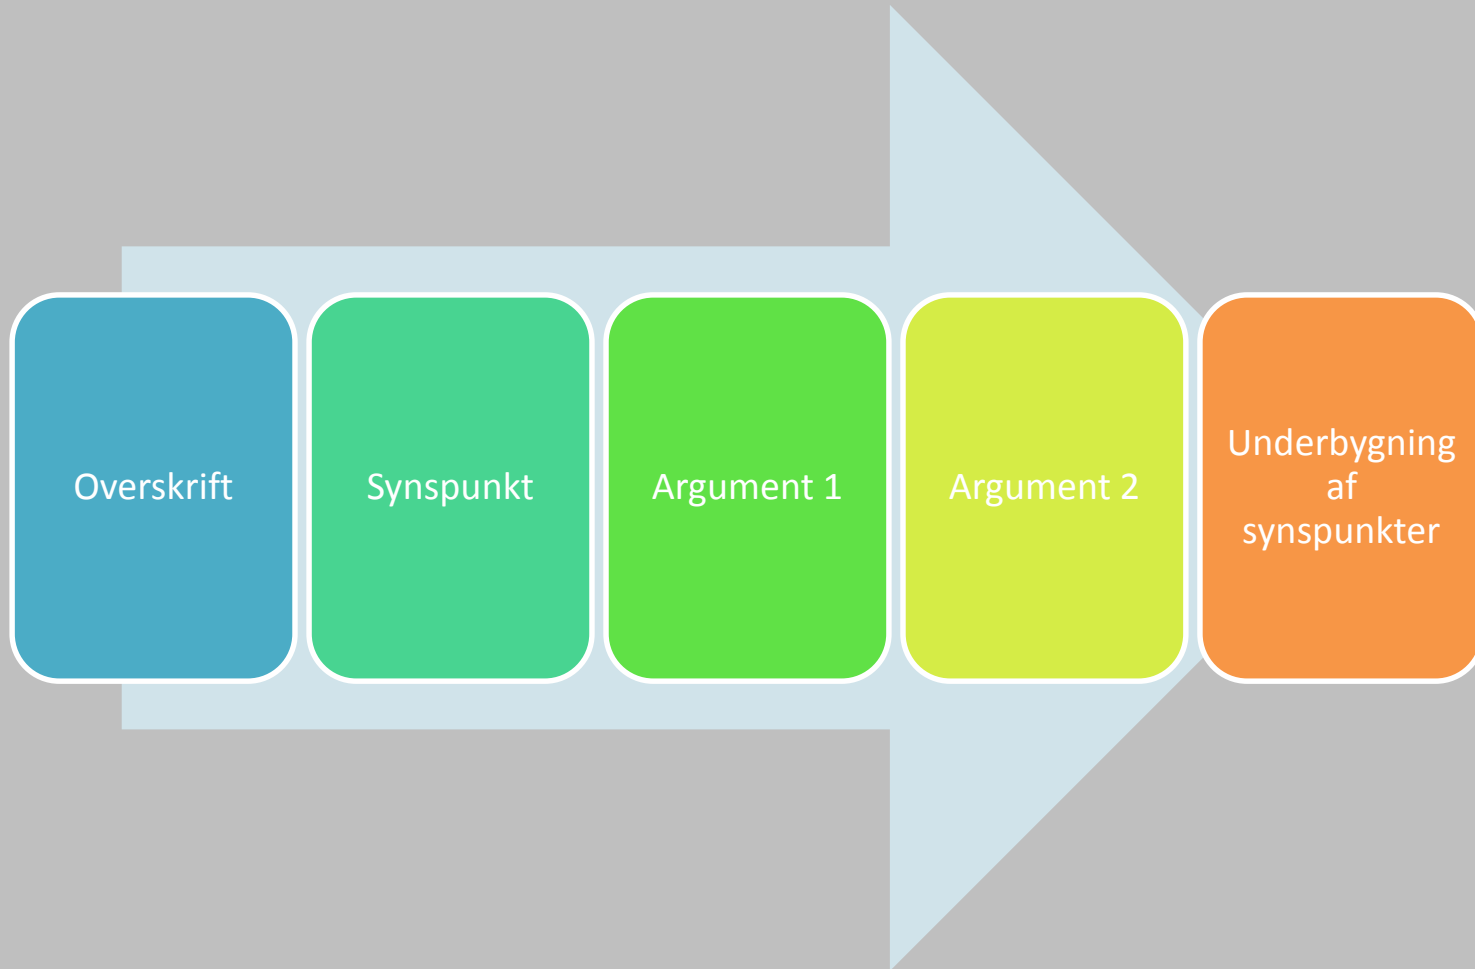 Overskrift
Synspunkt
Argument 1
Argument 2
Underbygning
af
synspunkter